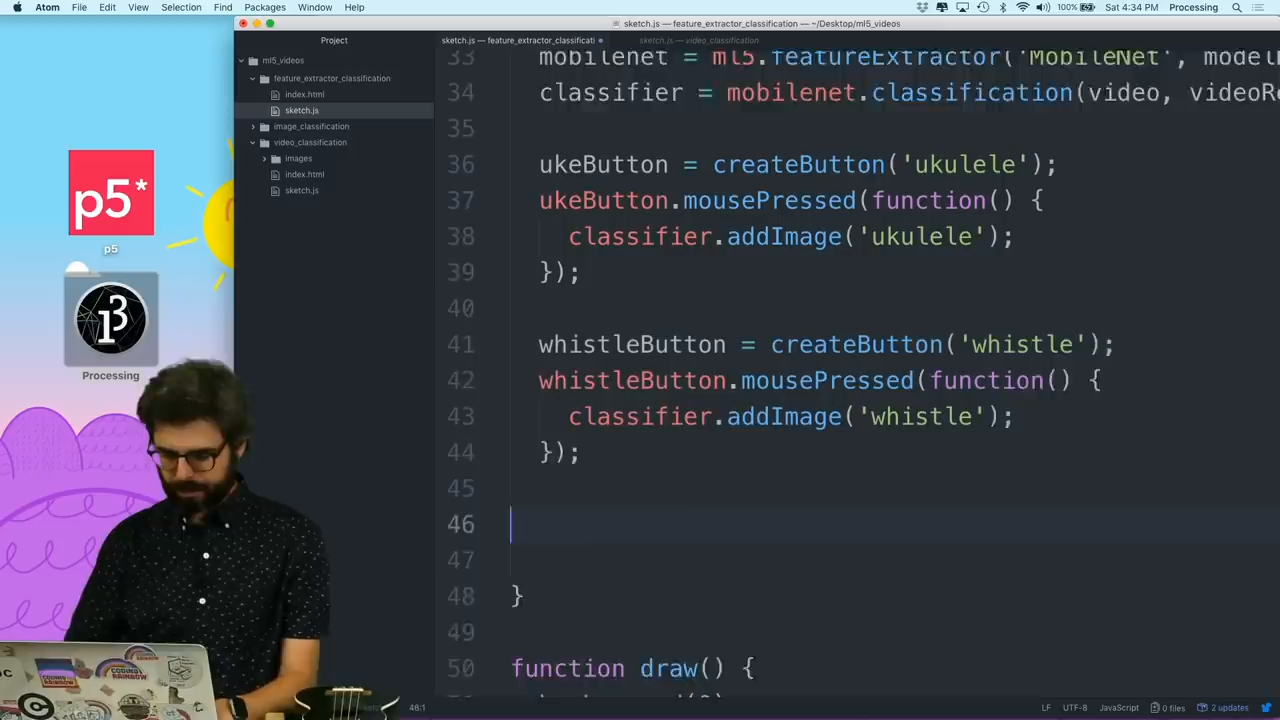 Atom File Edit View Selection Find Packages Window Help 100% Sat 4:34 PM Processing
sketch.js — feature_extractor_classification — ~/Desktop/ml5_videos
Project
sketch.js — feature_extractor_classificati
sketch.js — video_classification
ml5_videos
feature_extractor_classification
index.html
sketch.js
image_classification
video_classification
images
index.html
sketch.js
p5*
p5
Processing
33 mobilenet = ml5.featureExtractor('MobileNet', model
34 classifier = mobilenet.classification(video, videoRe
35
36 ukeButton = createButton('ukulele');
37 ukeButton.mousePressed(function() {
38 classifier.addImage('ukulele');
39 });
40
41 whistleButton = createButton('whistle');
42 whistleButton.mousePressed(function() {
43 classifier.addImage('whistle');
44 });
45
46
47
48 }
49
50 function draw() {
46:1
LF UTF-8 JavaScript 0 files 2 updates
CODING RAINBOW